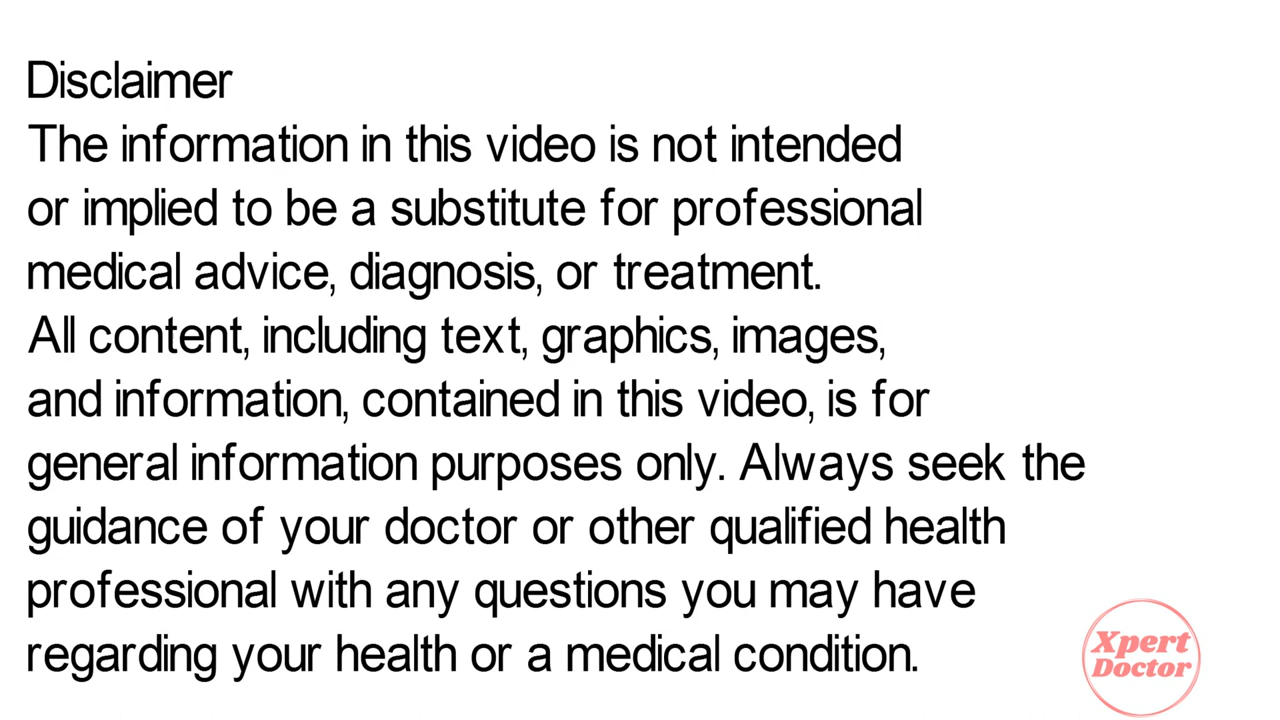 Disclaimer
The information in this video is not intended
or implied to be a substitute for professional
medical advice, diagnosis, or treatment.
All content, including text, graphics, images,
and information, contained in this video, is for
general information purposes only. Always seek the
guidance of your doctor or other qualified health
professional with any questions you may have
regarding your health or a medical condition.
Xpert
Doctor